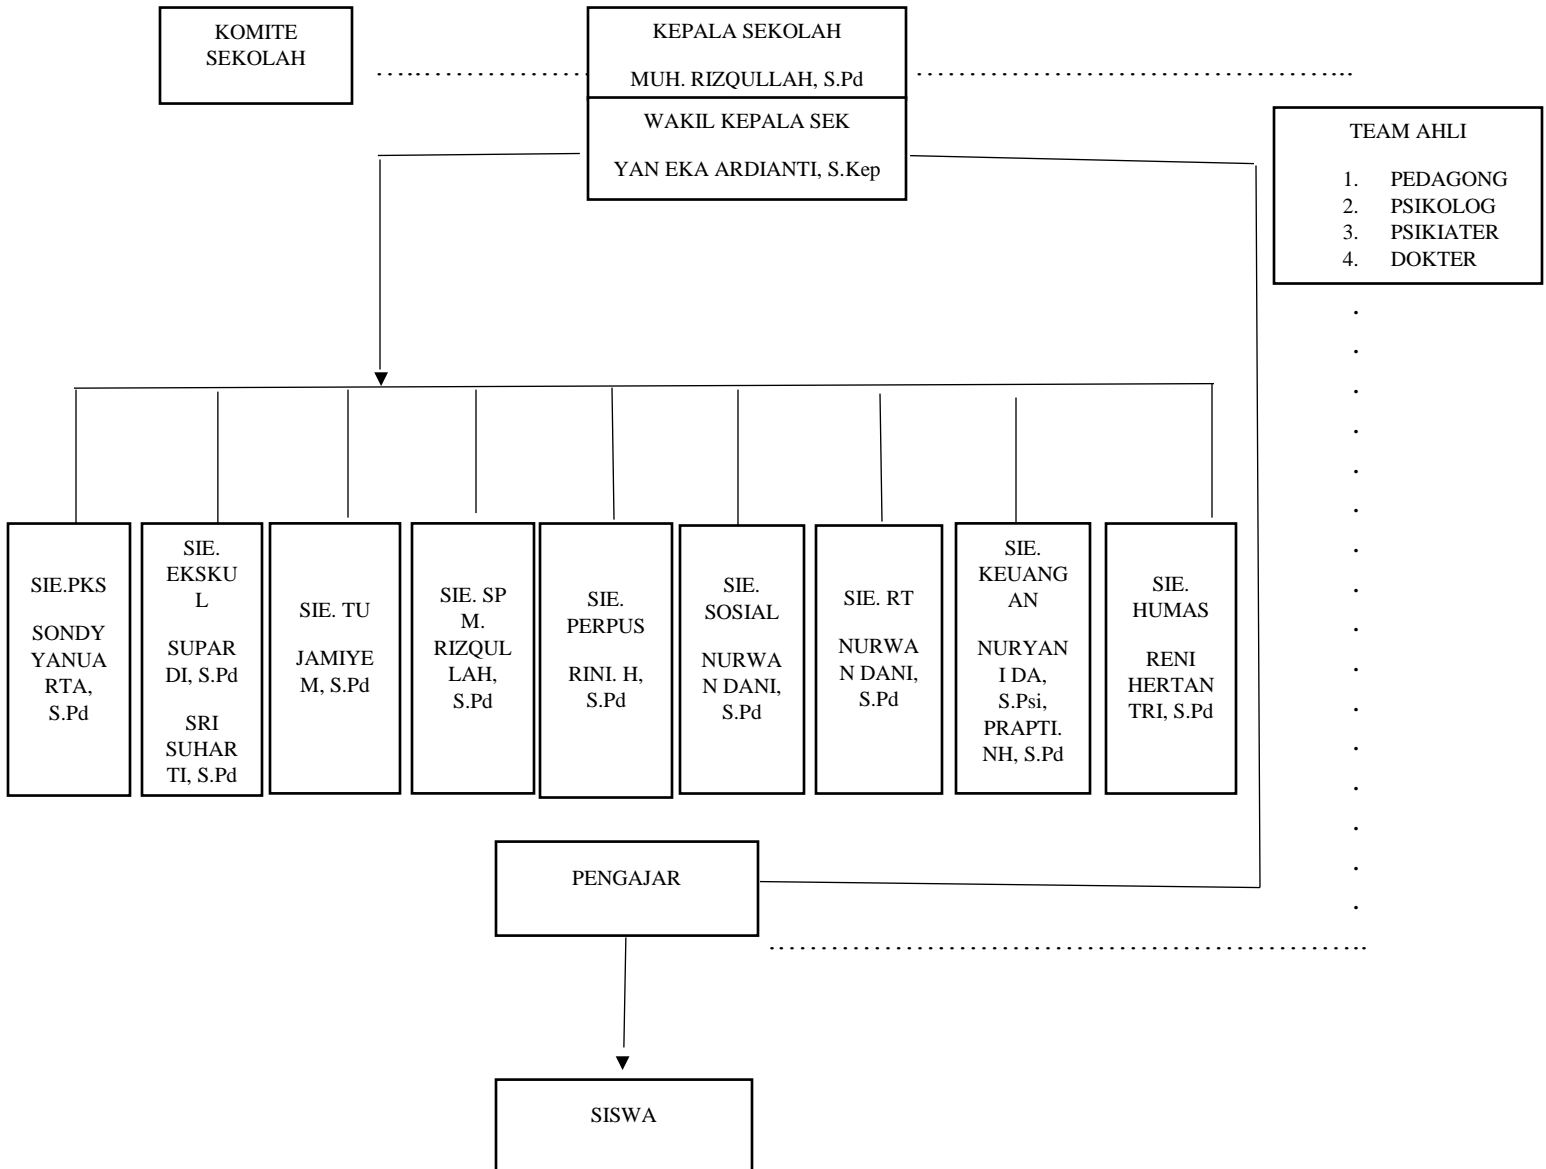 KOMITE
SEKOLAH
KEPALA SEKOLAH
MUH. RIZQULLAH, S.Pd
WAKIL KEPALA SEK
YAN EKA ARDIANTI, S.Kep
TEAM AHLI
1. PEDAGONG
2. PSIKOLOG
3. PSIKIATER
4. DOKTER
SIE.PKS
SONDY
YANUA
RTA,
S.Pd
SIE.
EKSKU
L
SUPAR
DI, S.Pd
SRI
SUHAR
TI, S.Pd
SIE. TU
JAMIYE
M, S.Pd
SIE. SP
M.
RIZQUL
LAH,
S.Pd
SIE.
PERPUS
RINI. H,
S.Pd
SIE.
SOSIAL
NURWA
N DANI,
S.Pd
SIE. RT
NURWA
N DANI,
S.Pd
SIE.
KEUANG
AN
NURYAN
I DA,
S.Psi,
PRAPTI.
NH, S.Pd
SIE.
HUMAS
RENI
HERTAN
TRI, S.Pd
PENGAJAR
SISWA